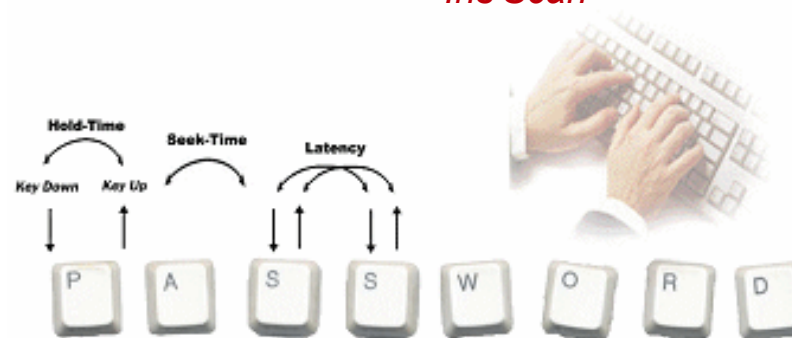 Hold-Time
Seek-Time
Latency
Key Down Key Up
P A S S W O R D